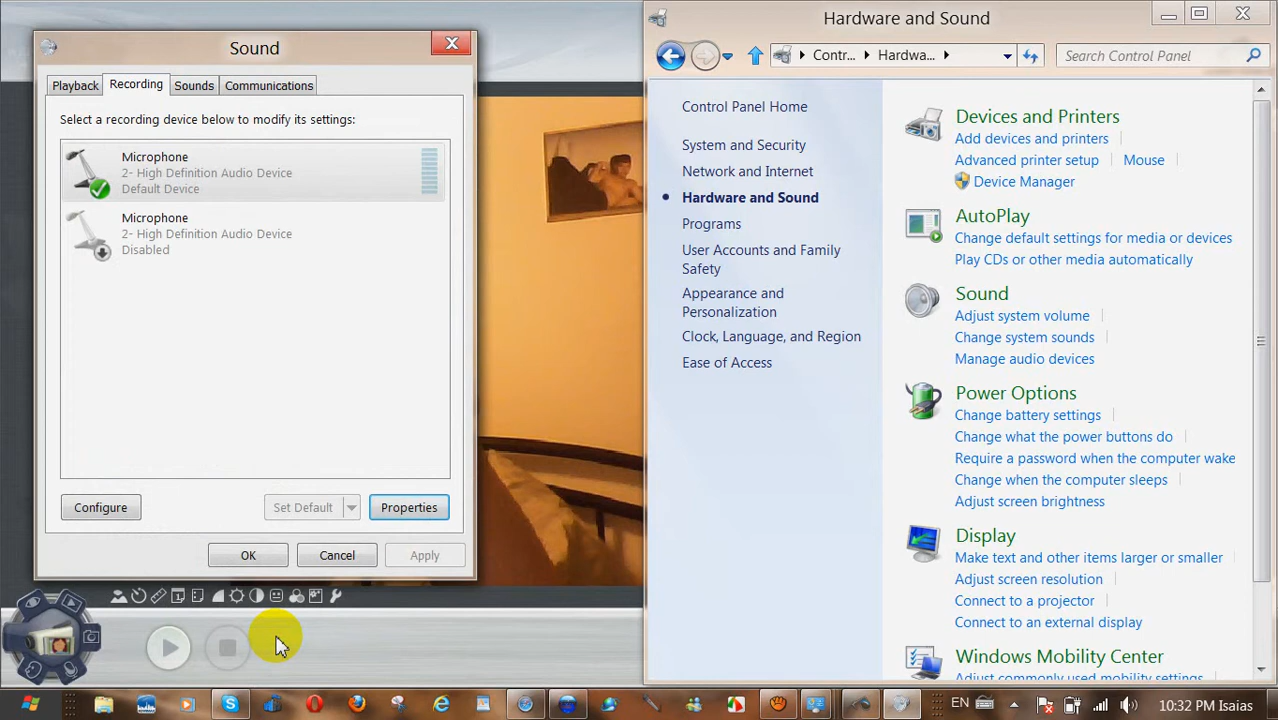 Sound
Playback
Recording
Sounds
Communications
Select a recording device below to modify its settings:
Microphone
2- High Definition Audio Device
Default Device
Microphone
2- High Definition Audio Device
Disabled
Configure
Set Default
Properties
OK
Cancel
Apply
Hardware and Sound
Contr...
Hardwa...
Search Control Panel
Control Panel Home
System and Security
Network and Internet
Hardware and Sound
Programs
User Accounts and Family
Safety
Appearance and
Personalization
Clock, Language, and Region
Ease of Access
Devices and Printers
Add devices and printers
Advanced printer setup
Mouse
Device Manager
AutoPlay
Change default settings for media or devices
Play CDs or other media automatically
Sound
Adjust system volume
Change system sounds
Manage audio devices
Power Options
Change battery settings
Change what the power buttons do
Require a password when the computer wake
Change when the computer sleeps
Adjust screen brightness
Display
Make text and other items larger or smaller
Adjust screen resolution
Connect to a projector
Connect to an external display
Windows Mobility Center
Adjust commonly used mobility settings
EN
10:32 PM Isaias